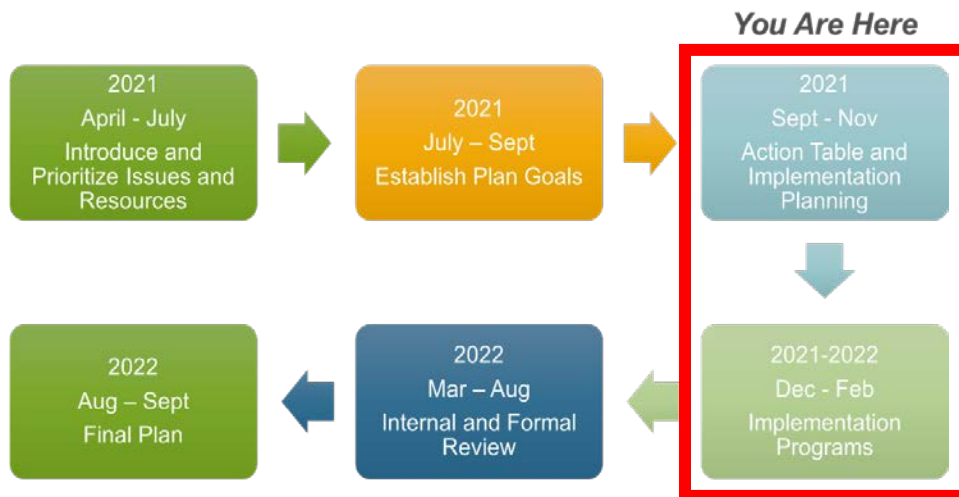 You Are Here
2021
April - July
Introduce and
Prioritize Issues and
Resources
2021
July – Sept
Establish Plan Goals
2021
Sept - Nov
Action Table and
Implementation
Planning
2021-2022
Dec - Feb
Implementation
Programs
2022
Mar – Aug
Internal and Formal
Review
2022
Aug – Sept
Final Plan